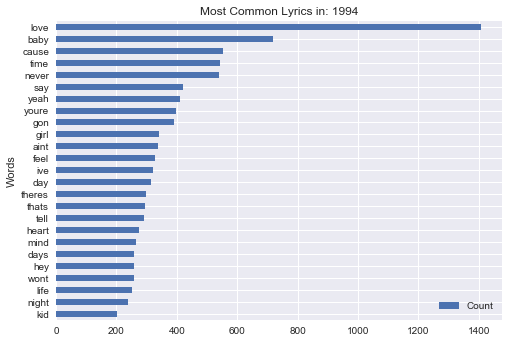 Most Common Lyrics in: 1994
Words
love
baby
cause
time
never
say
yeah
youre
gon
girl
aint
feel
ive
day
theres
thats
tell
heart
mind
days
hey
wont
life
night
kid
Count
0 200 400 600 800 1000 1200 1400